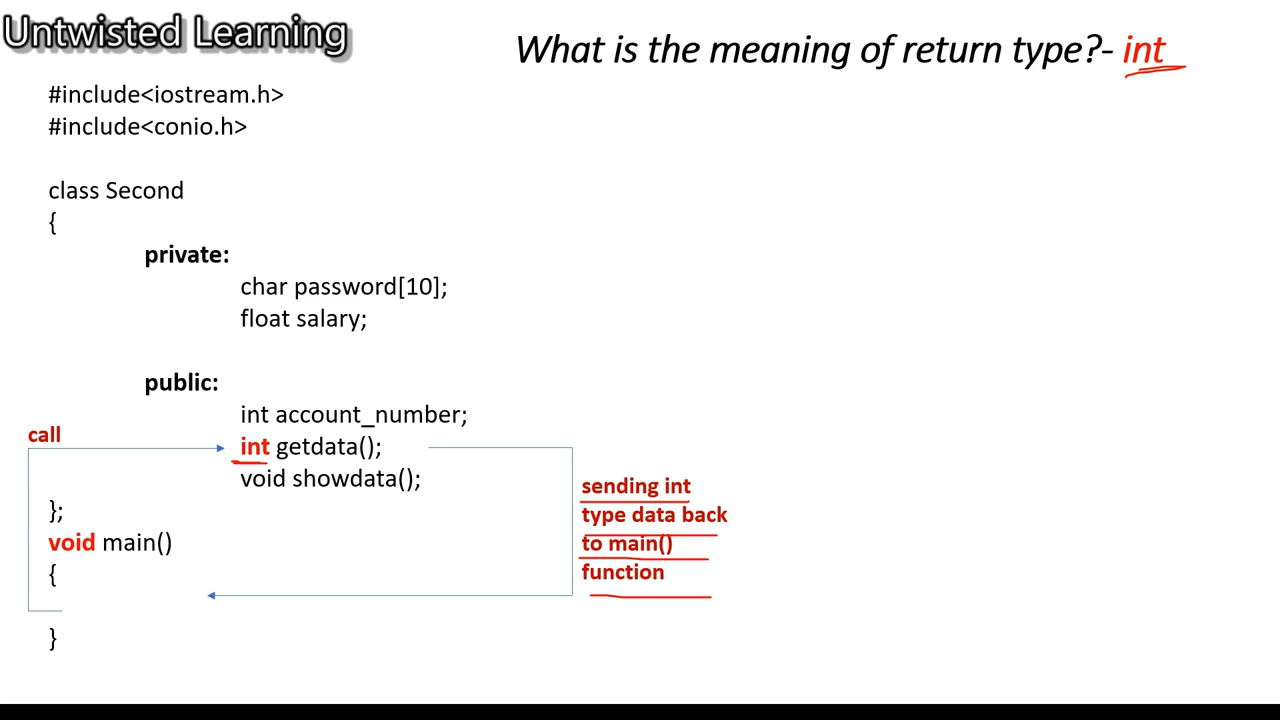 Untwisted Learning
What is the meaning of return type?- int
#include<iostream.h>
#include<conio.h>
class Second
{
private:
char password[10];
float salary;
public:
int account_number;
call
int getdata();
void showdata();
sending int
type data back
to main()
function
};
void main()
{
}